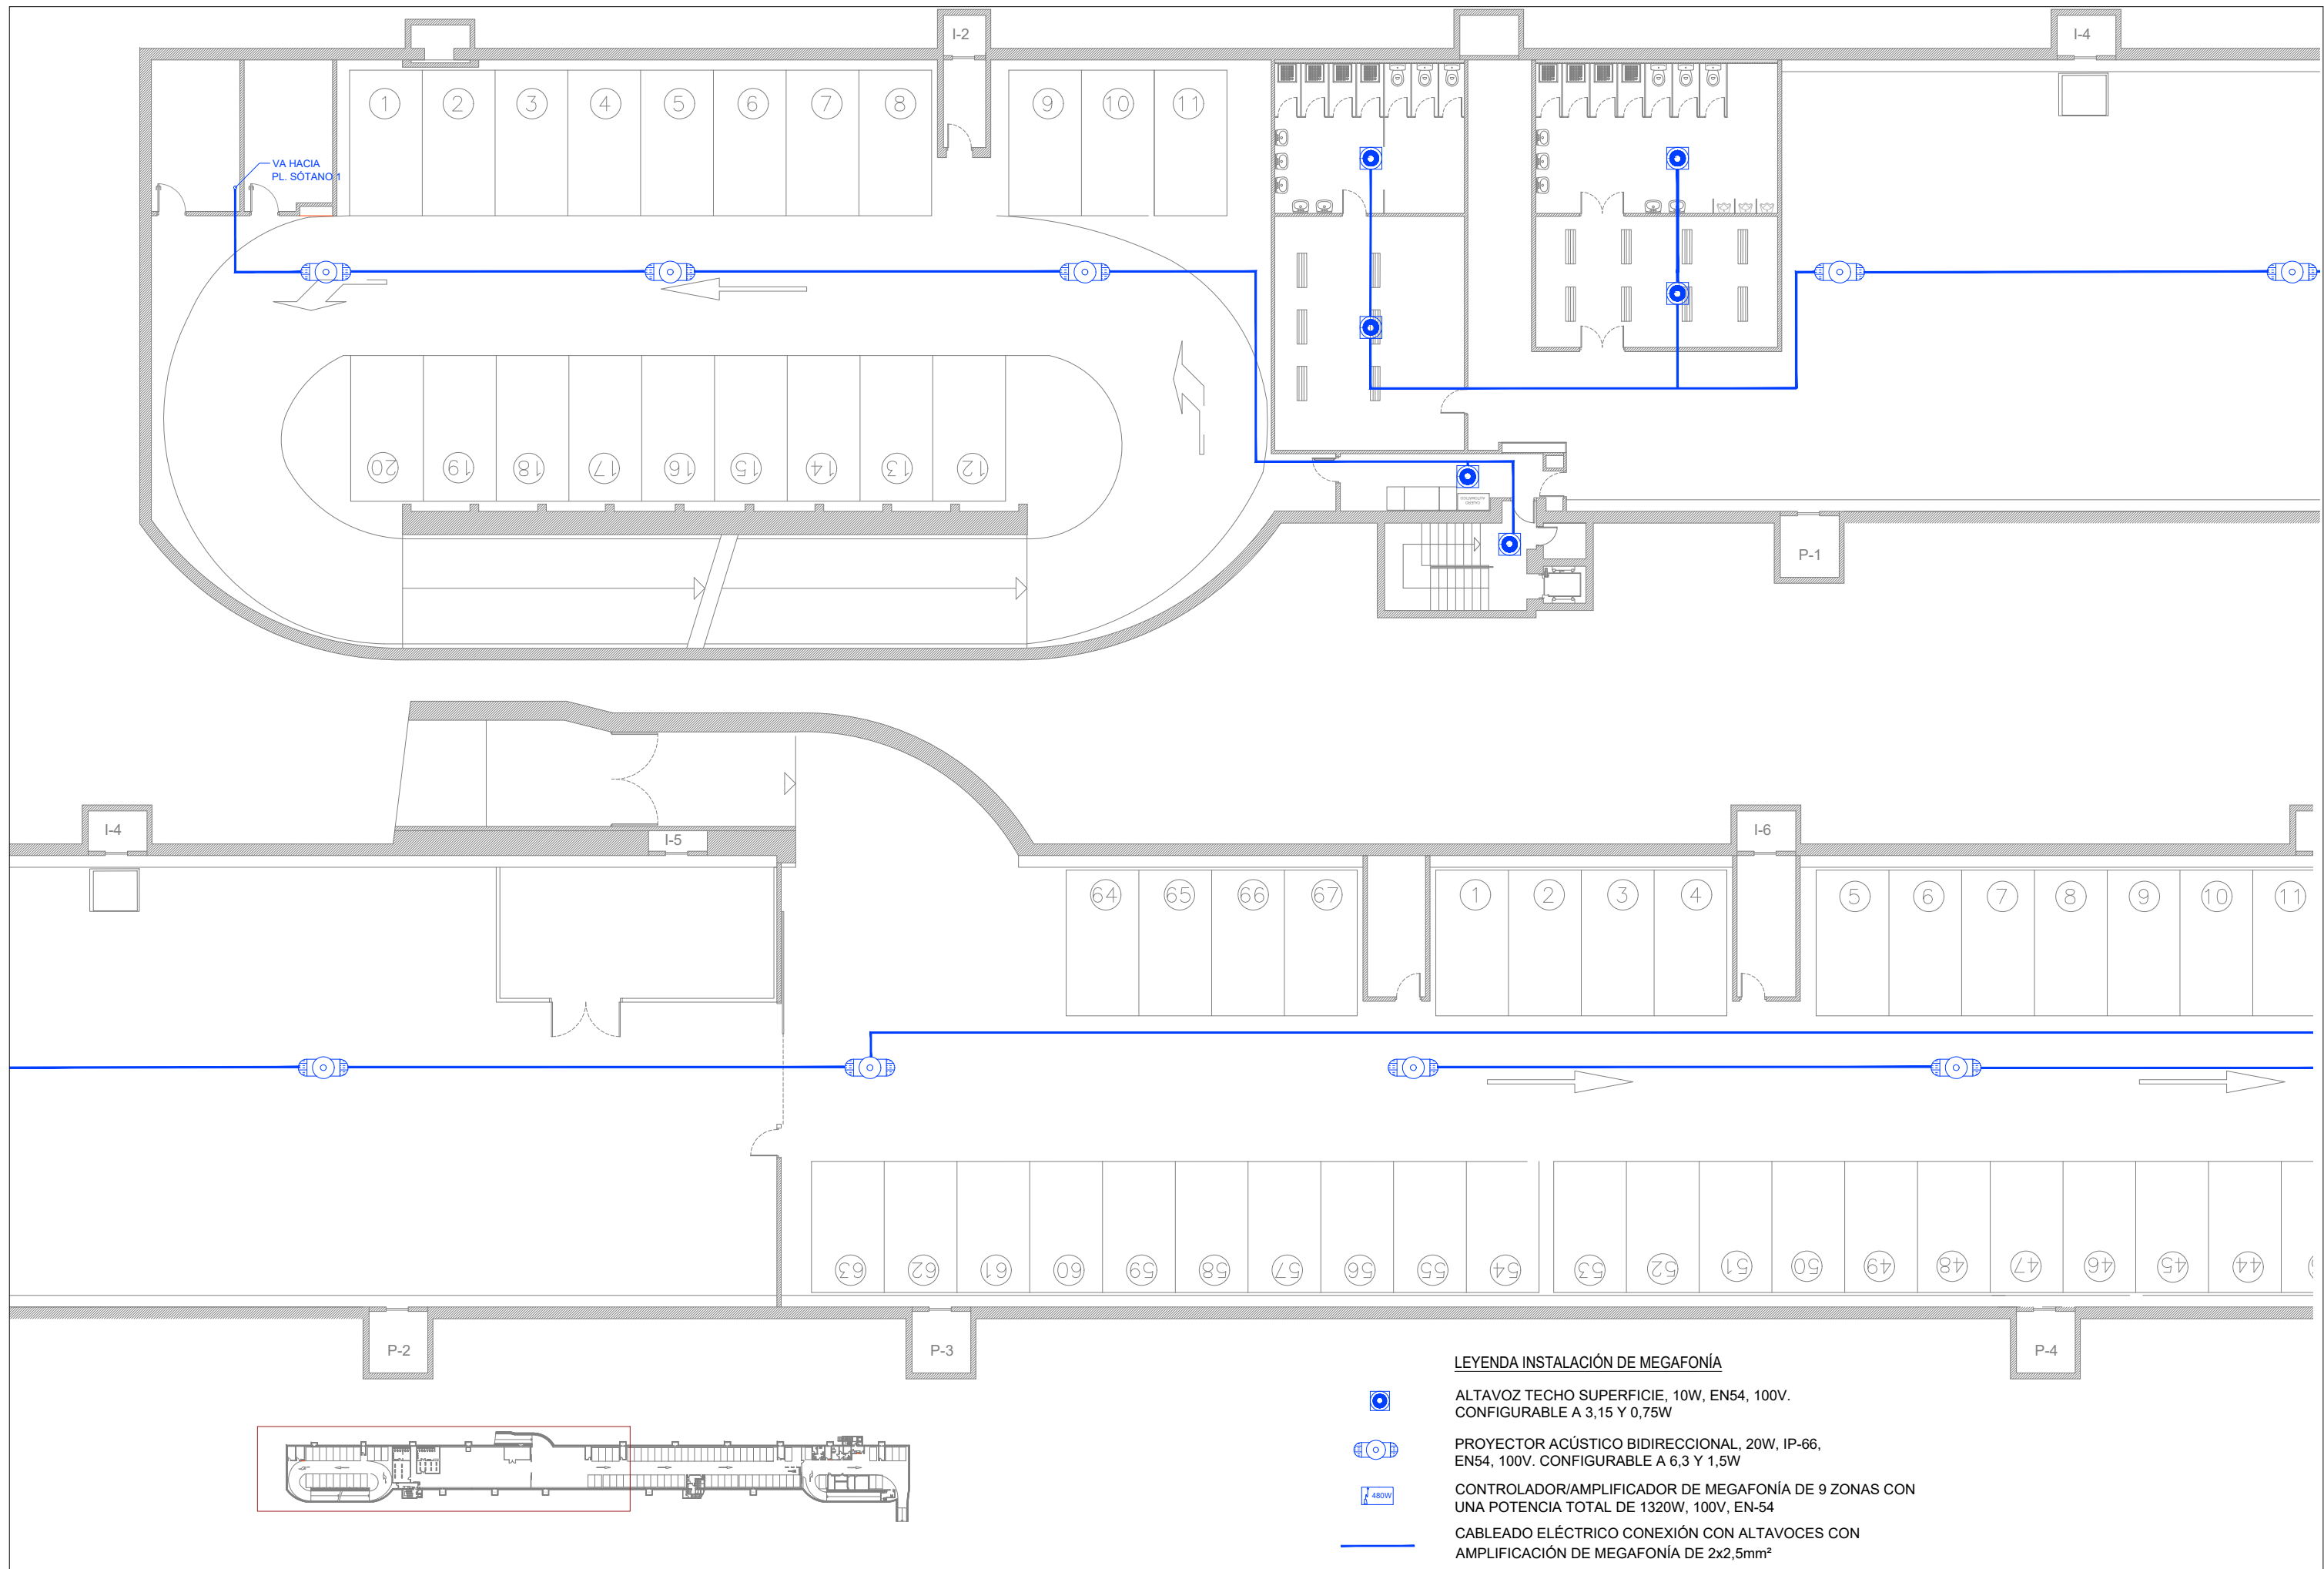 I-2
I-4
1
2
3
4
5
6
7
8
9
10
11
VA HACIA
PL. SÓTANO 1
20
19
18
17
16
15
14
13
12
CAJERO
AUTOMÁTICO
P-1
I-4
I-5
I-6
64
65
66
67
1
2
3
4
5
6
7
8
9
10
11
63
62
61
60
59
58
57
56
55
54
53
52
51
50
49
48
47
46
45
44
P-2
P-3
P-4
LEYENDA INSTALACIÓN DE MEGAFONÍA
ALTAVOZ TECHO SUPERFICIE, 10W, EN54, 100V.
CONFIGURABLE A 3,15 Y 0,75W
PROYECTOR ACÚSTICO BIDIRECCIONAL, 20W, IP-66,
EN54, 100V. CONFIGURABLE A 6,3 Y 1,5W
480W
CONTROLADOR/AMPLIFICADOR DE MEGAFONÍA DE 9 ZONAS CON
UNA POTENCIA TOTAL DE 1320W, 100V, EN-54
CABLEADO ELÉCTRICO CONEXIÓN CON ALTAVOCES CON
AMPLIFICACIÓN DE MEGAFONÍA DE 2x2,5mm²